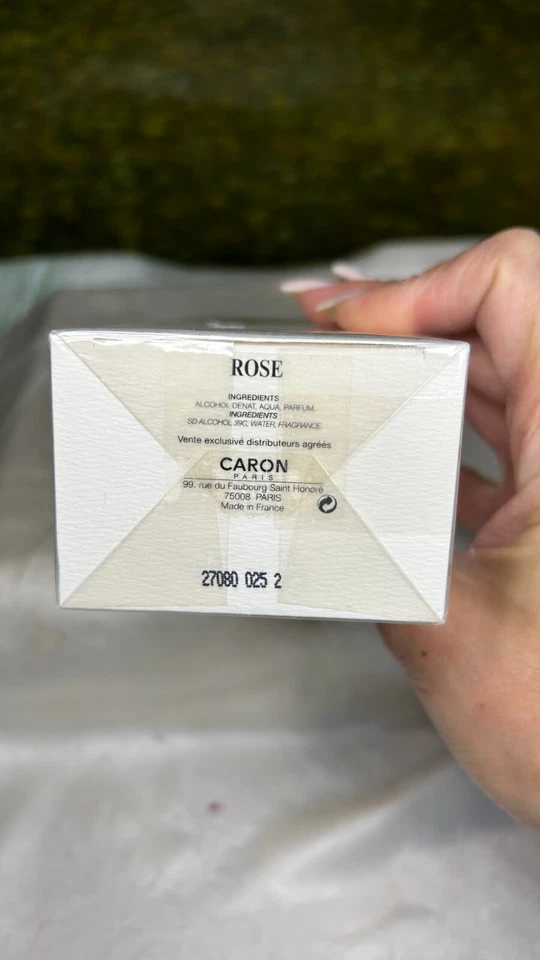 ROSE
INGREDIENTS
ALCOHOL DENAT, AQUA, PARFUM.
INGREDIENTS
SD ALCOHOL 39C, WATER, FRAGRANCE.
Vente exclusive distributeurs agréés
CARON
PARIS
99, rue du Faubourg Saint Honoré
75008 PARIS
Made in France
27080 025 2